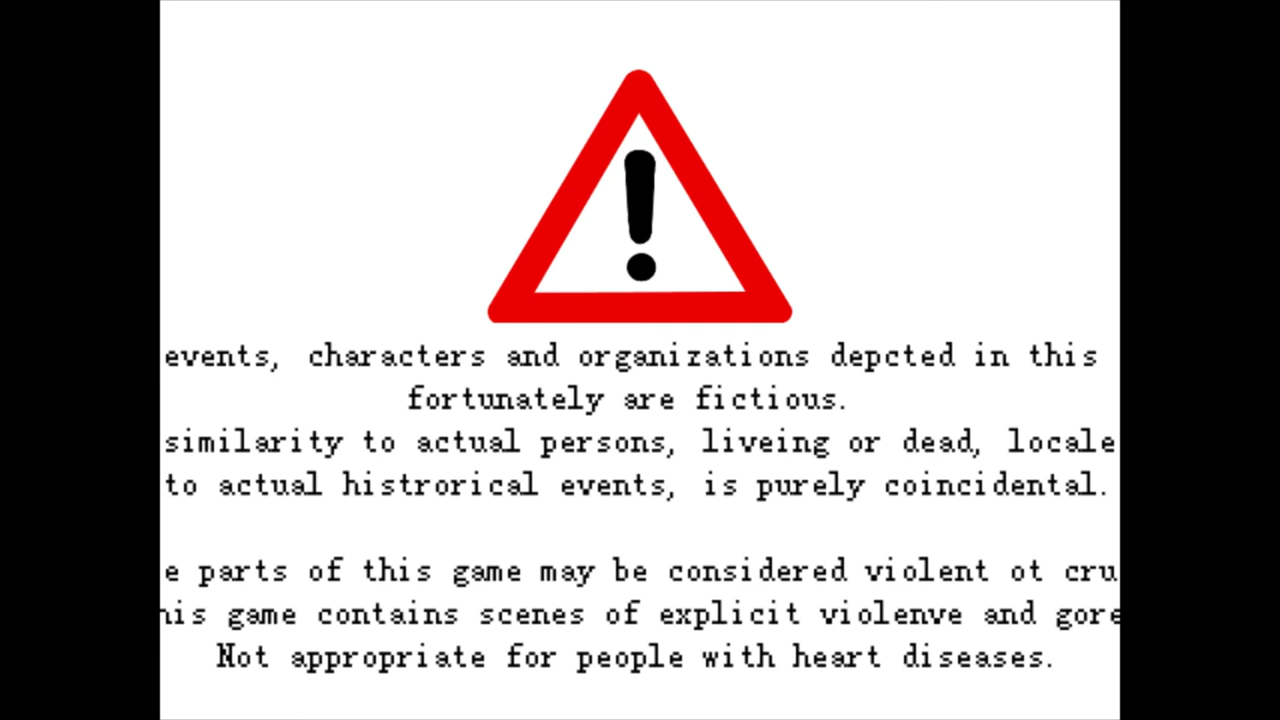 events, characters and organizations depcted in this
fortunately are fictious.
similarity to actual persons, liveing or dead, locale
to actual histrorical events, is purely coincidental.
e parts of this game may be considered violent ot cru
his game contains scenes of explicit violenve and gore
Not appropriate for people with heart diseases.